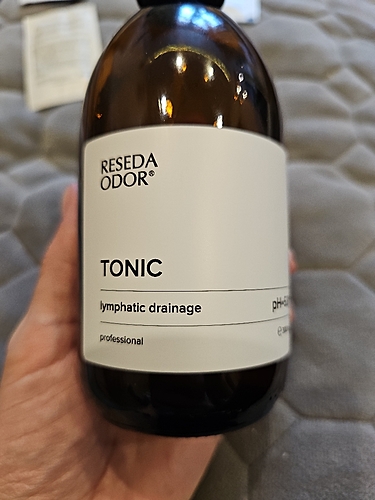 RESEDA
ODOR®
TONIC
lymphatic drainage
professional